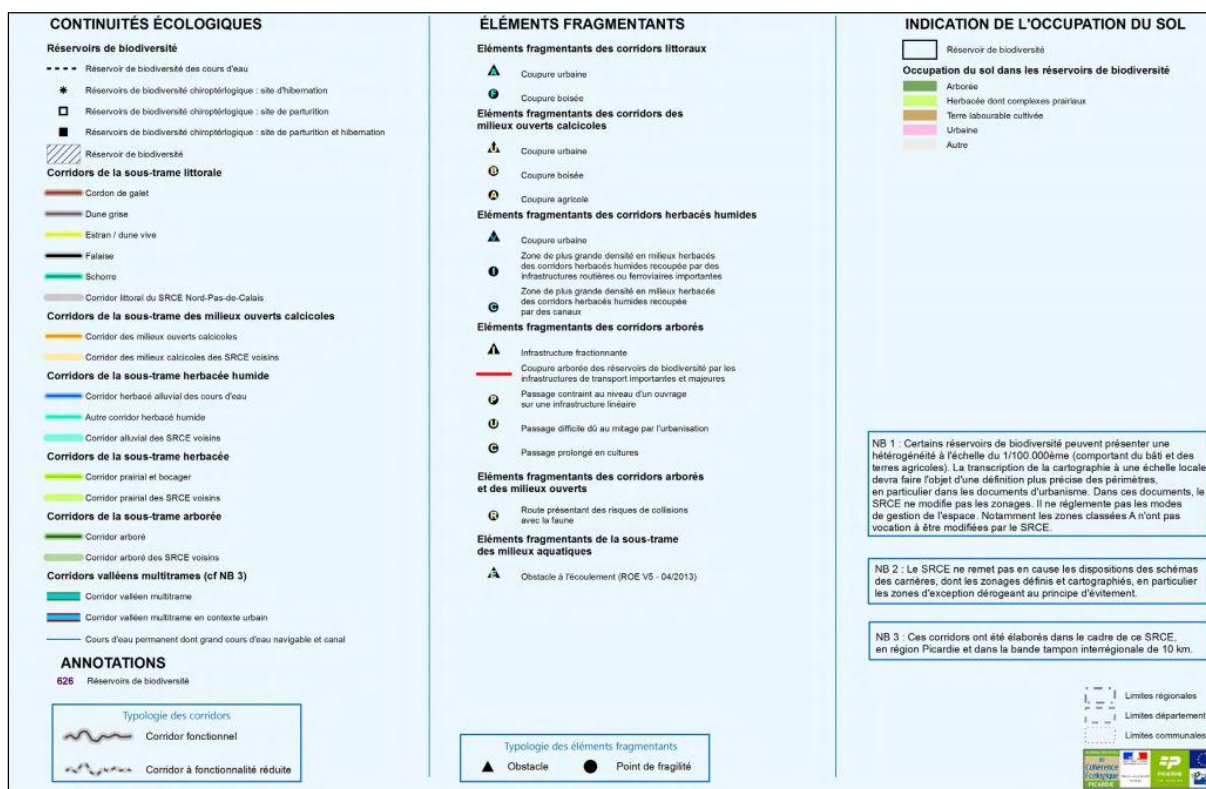 CONTINUITÉS ÉCOLOGIQUES
Réservoirs de biodiversité
Réservoir de biodiversité des cours d'eau
Réservoirs de biodiversité chiroptérlogique : site d'hibernation
Réservoirs de biodiversité chiroptérlogique : site de parturition
Réservoirs de biodiversité chiroptérlogique : site de parturition et hibernation
Réservoir de biodiversité
Corridors de la sous-trame littorale
Cordon de galet
Dune grise
Estran / dune vive
Falaise
Schorre
Corridor littoral du SRCE Nord-Pas-de-Calais
Corridors de la sous-trame des milieux ouverts calcicoles
Corridor des milieux ouverts calcicoles
Corridor des milieux calcicoles des SRCE voisins
Corridors de la sous-trame herbacée humide
Corridor herbacé alluvial des cours d'eau
Autre corridor herbacé humide
Corridor alluvial des SRCE voisins
Corridors de la sous-trame herbacée
Corridor prairial et bocager
Corridor prairial des SRCE voisins
Corridors de la sous-trame arborée
Corridor arboré
Corridor arboré des SRCE voisins
Corridors valléens multitrames (cf NB 3)
Corridor valléen multitrame
Corridor valléen multitrame en contexte urbain
Cours d'eau permanent dont grand cours d'eau navigable et canal
ANNOTATIONS
626 Réservoirs de biodiversité
Typologie des corridors
Corridor fonctionnel
Corridor à fonctionnalité réduite
ÉLÉMENTS FRAGMENTANTS
Eléments fragmentants des corridors littoraux
Coupure urbaine
F Coupure boisée
Eléments fragmentants des corridors des
milieux ouverts calcicoles
Coupure urbaine
B Coupure boisée
A Coupure agricole
Eléments fragmentants des corridors herbacés humides
Coupure urbaine
Zone de plus grande densité en milieux herbacés
des corridors herbacés humides recoupée par des
infrastructures routières ou ferroviaires importantes
I
Zone de plus grande densité en milieux herbacés
des corridors herbacés humides recoupée
par des canaux
C
Eléments fragmentants des corridors arborés
Infrastructure fractionnante
Coupure arborée des réservoirs de biodiversité par les
infrastructures de transport importantes et majeures
P Passage contraint au niveau d'un ouvrage
sur une infrastructure linéaire
U Passage difficile dû au mitage par l'urbanisation
C Passage prolongé en cultures
Eléments fragmentants des corridors arborés
et des milieux ouverts
R Route présentant des risques de collisions
avec la faune
Eléments fragmentants de la sous-trame
des milieux aquatiques
Obstacle à l'écoulement (ROE V5 - 04/2013)
Typologie des éléments fragmentants
Obstacle
Point de fragilité
INDICATION DE L'OCCUPATION DU SOL
Réservoir de biodiversité
Occupation du sol dans les réservoirs de biodiversité
Arborée
Herbacée dont complexes prairiaux
Terre labourable cultivée
Urbaine
Autre
NB 1 : Certains réservoirs de biodiversité peuvent présenter une
hétérogénéité à l'échelle du 1/100.000ème (comportant du bâti et des
terres agricoles). La transcription de la cartographie à une échelle locale
devra faire l'objet d'une définition plus précise des périmètres,
en particulier dans les documents d'urbanisme. Dans ces documents, le
SRCE ne modifie pas les zonages. Il ne réglemente pas les modes
de gestion de l'espace. Notamment les zones classées A n'ont pas
vocation à être modifiées par le SRCE.
NB 2 : Le SRCE ne remet pas en cause les dispositions des schémas
des carrières, dont les zonages définis et cartographiés, en particulier
les zones d'exception dérogeant au principe d'évitement.
NB 3 : Ces corridors ont été élaborés dans le cadre de ce SRCE,
en région Picardie et dans la bande tampon interrégionale de 10 km.
Limites régionales
Limites département
Limites communales
Cohérence
Ecologique
PICARDIE
PICARDIE